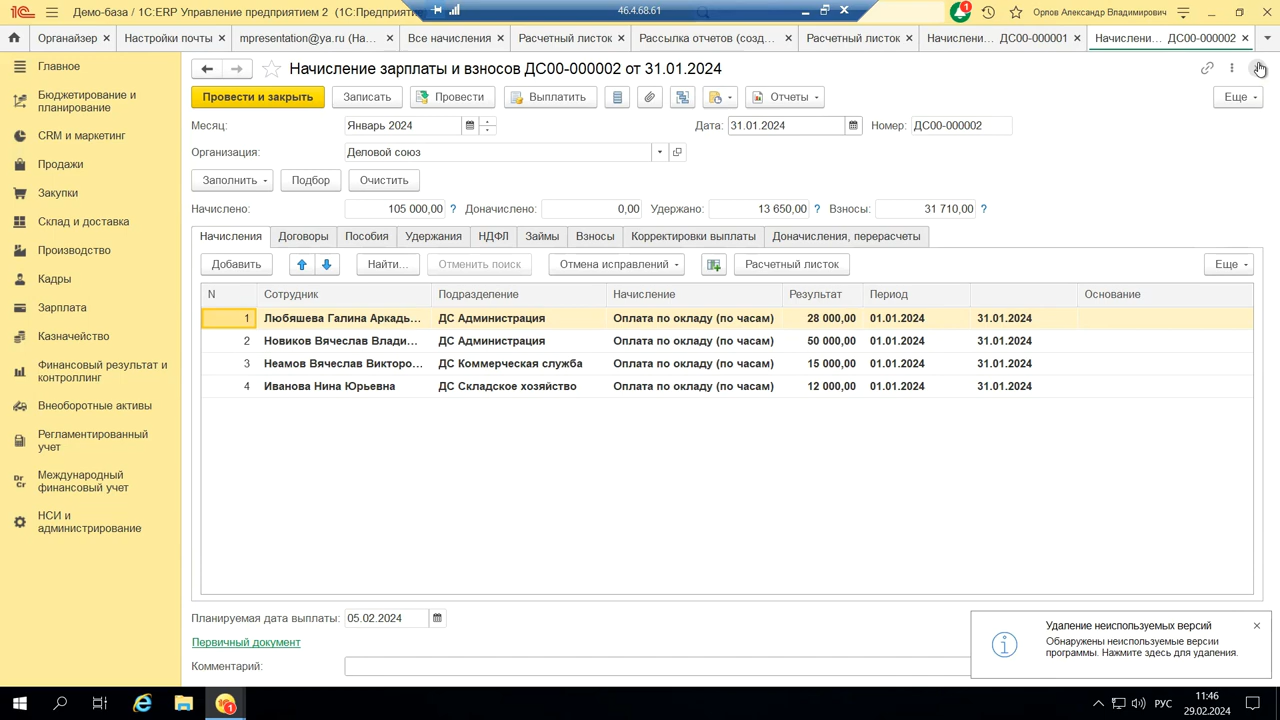 Демо-база / 1С:ERP Управление предприятием 2 (1С:Предприятие
46.4.68.61
1
Орлов Александр Владимирович
Органайзер
Настройки почты
mpresentation@ya.ru (На...
Все начисления
Расчетный листок
Рассылка отчетов (созд...
Расчетный листок
Начислени... ДС00-000001
Начислени... ДС00-000002
Главное
Бюджетирование и
планирование
CRM и маркетинг
Продажи
Закупки
Склад и доставка
Производство
Кадры
Зарплата
Казначейство
Финансовый результат и
контроллинг
Внеоборотные активы
Регламентированный
учет
Международный
финансовый учет
НСИ и
администрирование
Начисление зарплаты и взносов ДС00-000002 от 31.01.2024
Провести и закрыть
Записать
Провести
Выплатить
Отчеты
Еще
Месяц: Январь 2024
Дата: 31.01.2024
Номер: ДС00-000002
Организация: Деловой союз
Заполнить
Подбор
Очистить
Начислено: 105 000,00 ?
Доначислено: 0,00
Удержано: 13 650,00 ?
Взносы: 31 710,00 ?
Начисления Договоры Пособия Удержания НДФЛ Займы Взносы Корректировки выплаты Доначисления, перерасчеты
Добавить
Найти...
Отменить поиск
Отмена исправлений
Расчетный листок
Еще
N Сотрудник Подразделение Начисление Результат Период Основание
1 Любяшева Галина Аркадь... ДС Администрация Оплата по окладу (по часам) 28 000,00 01.01.2024 31.01.2024
2 Новиков Вячеслав Влади... ДС Администрация Оплата по окладу (по часам) 50 000,00 01.01.2024 31.01.2024
3 Неамов Вячеслав Викторо... ДС Коммерческая служба Оплата по окладу (по часам) 15 000,00 01.01.2024 31.01.2024
4 Иванова Нина Юрьевна ДС Складское хозяйство Оплата по окладу (по часам) 12 000,00 01.01.2024 31.01.2024
Планируемая дата выплаты: 05.02.2024
Первичный документ
Комментарий:
Удаление неиспользуемых версий
Обнаружены неиспользуемые версии
программы. Нажмите здесь для удаления.
1
РУС
11:46
29.02.2024